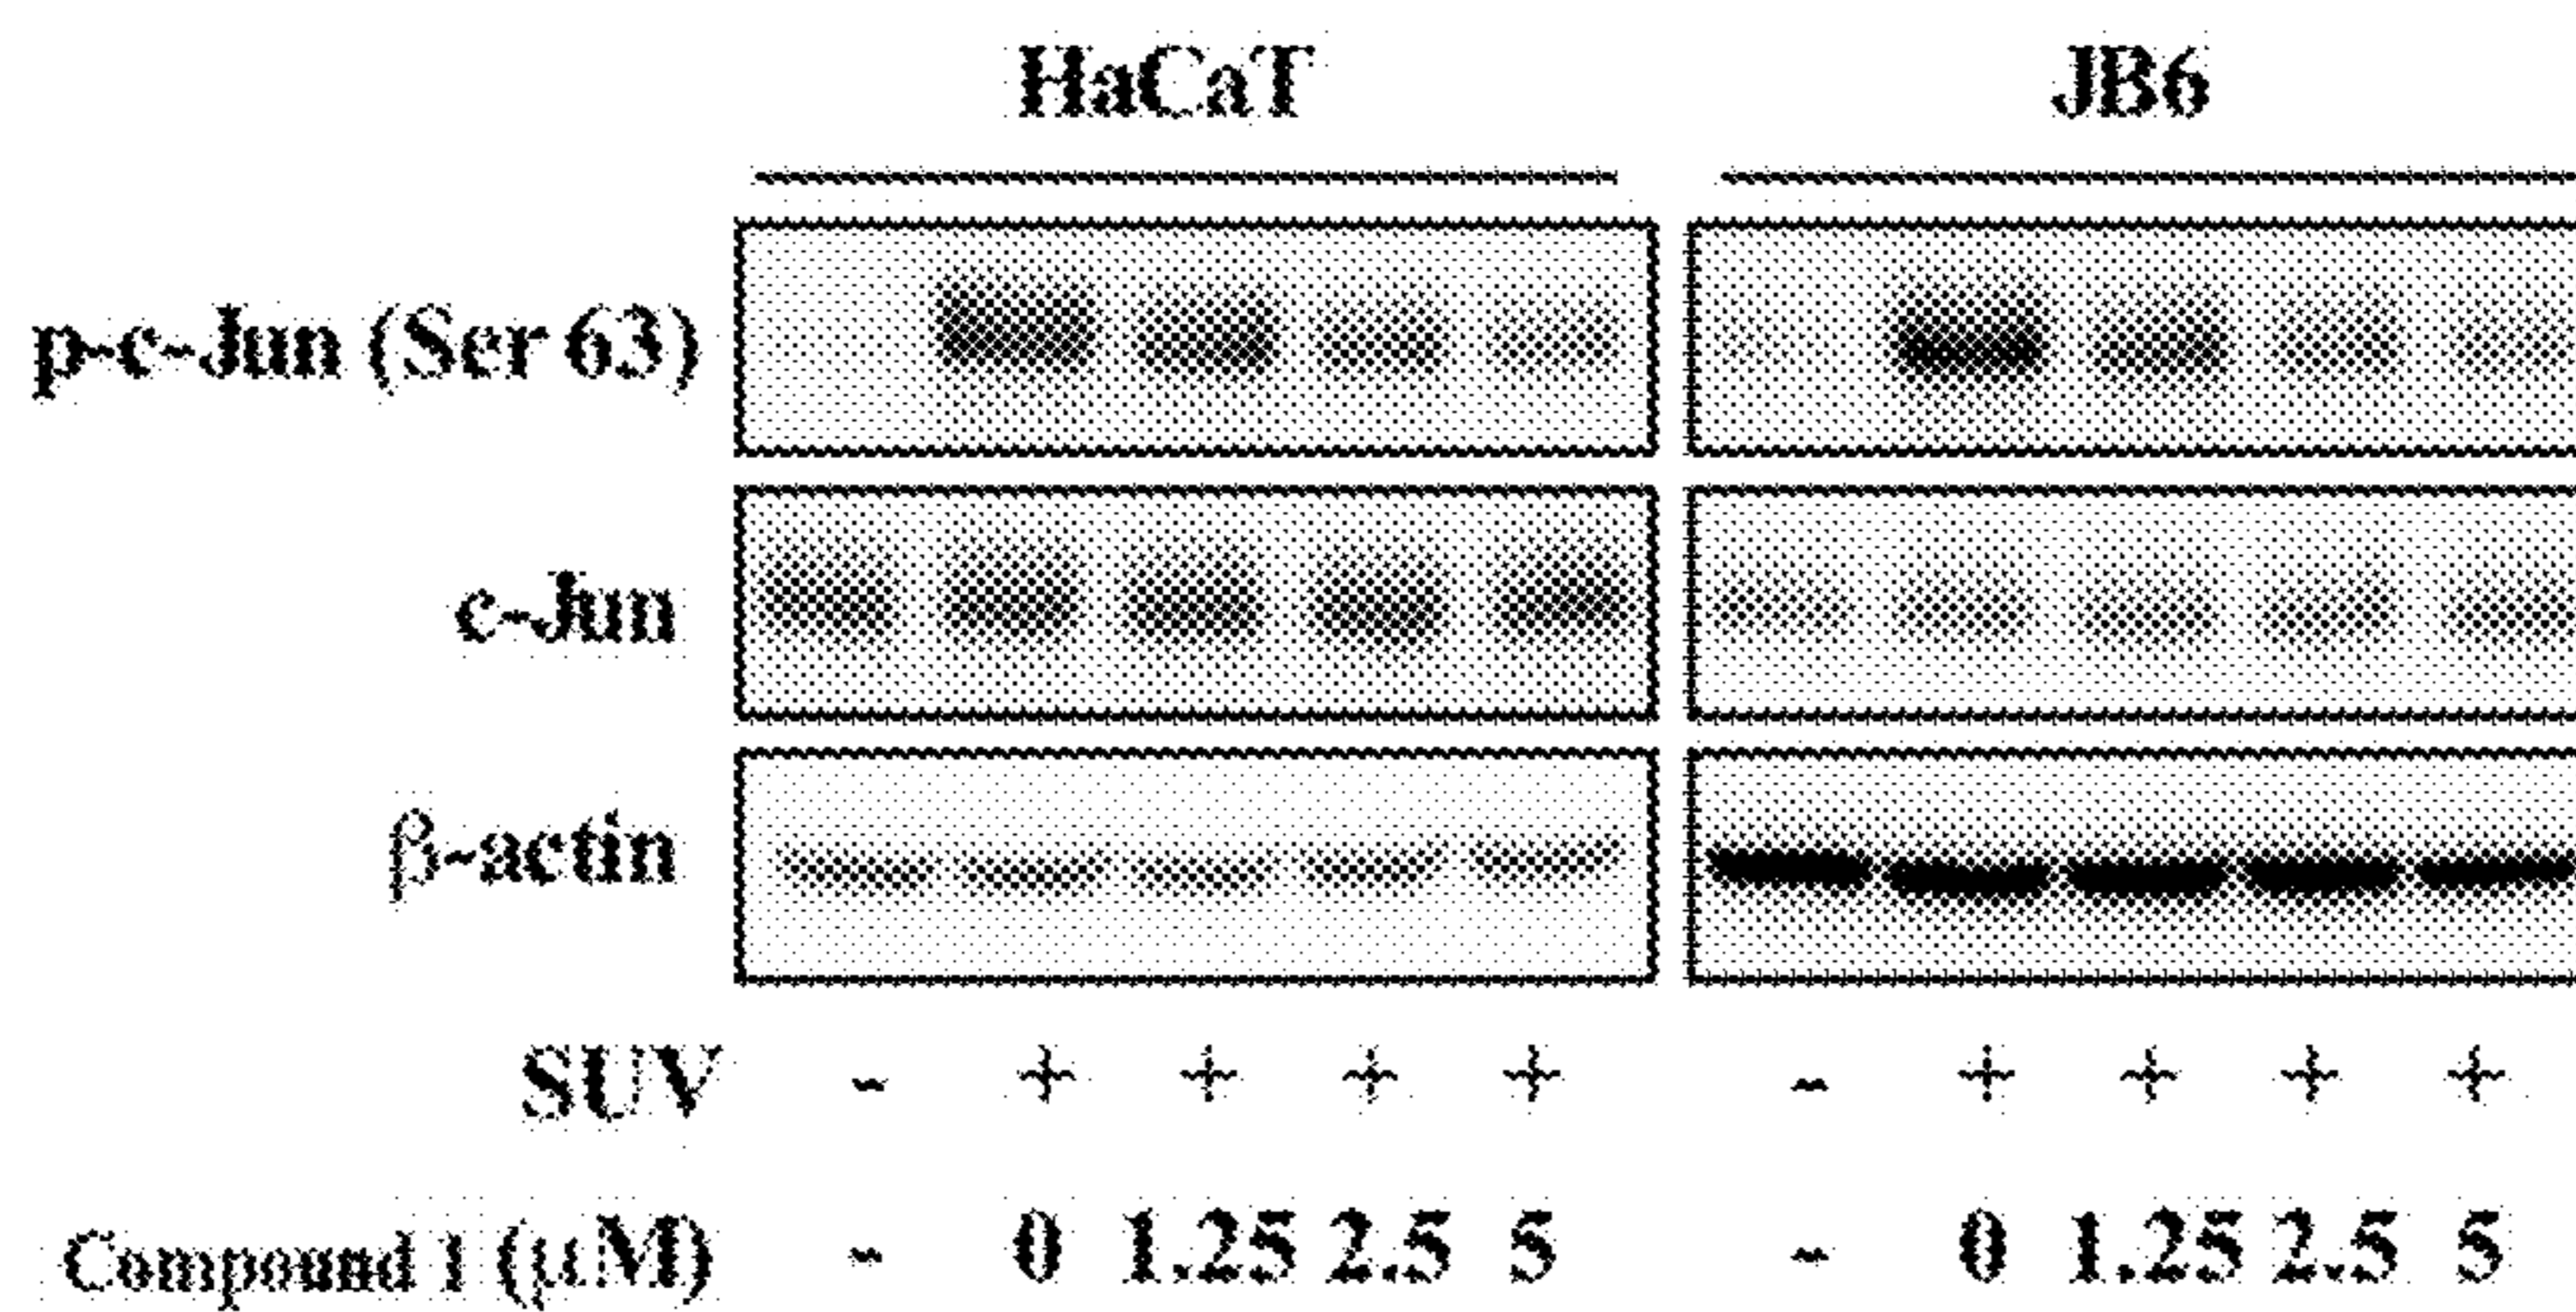 HaCaT JB6
p-c-Jun (Ser 63)
c-Jun
β-actin
SUV - + + + + - + + + +
Compound 1 (μM) - 0 1.25 2.5 5 - 0 1.25 2.5 5